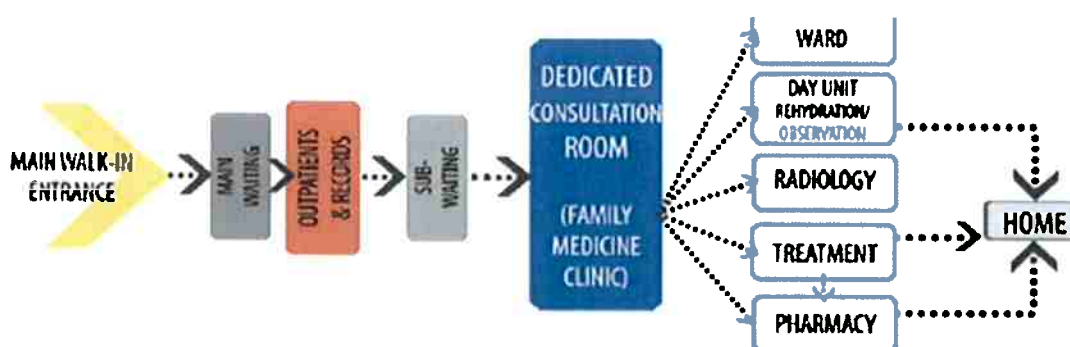 MAIN WALK-IN
ENTRANCE
MAIN
WAITING
OUTPATIENTS
& RECORDS
SUB-
WAITING
DEDICATED
CONSULTATION
ROOM
(FAMILY
MEDICINE
CLINIC)
WARD
DAY UNIT
REHYDRATION/
OBSERVATION
RADIOLOGY
TREATMENT
PHARMACY
HOME